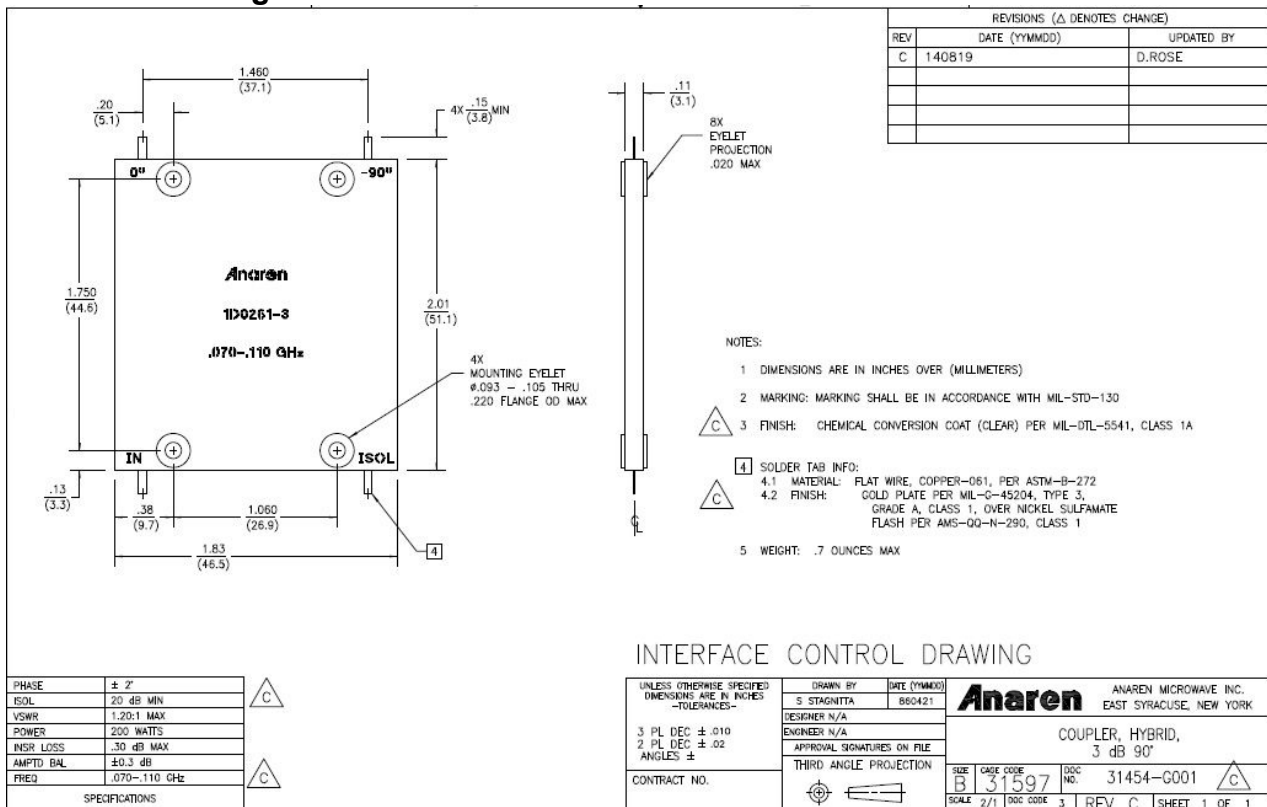 REVISIONS (△ DENOTES CHANGE)
REV DATE (YYMMDD) UPDATED BY
C 140819 D.ROSE
1.460
(37.1)
.20
(5.1)
4X .15 MIN
(3.8)
.11
(3.1)
8X
EYELET
PROJECTION
.020 MAX
0° -90°
Anaren
1D0261-3
.070-.110 GHz
1.750
(44.6)
2.01
(51.1)
4X
MOUNTING EYELET
ø.093 - .105 THRU
.220 FLANGE OD MAX
IN ISOL
.13
(3.3)
.38
(9.7)
1.060
(26.9)
1.83
(46.5)
4
NOTES:
1 DIMENSIONS ARE IN INCHES OVER (MILLIMETERS)
2 MARKING: MARKING SHALL BE IN ACCORDANCE WITH MIL-STD-130
C 3 FINISH: CHEMICAL CONVERSION COAT (CLEAR) PER MIL-DTL-5541, CLASS 1A
4 SOLDER TAB INFO:
4.1 MATERIAL: FLAT WIRE, COPPER-061, PER ASTM-B-272
C 4.2 FINISH: GOLD PLATE PER MIL-G-45204, TYPE 3,
GRADE A, CLASS 1, OVER NICKEL SULFAMATE
FLASH PER AMS-QQ-N-290, CLASS 1
5 WEIGHT: .7 OUNCES MAX
INTERFACE CONTROL DRAWING
PHASE ± 2° C
ISOL 20 dB MIN
VSWR 1.20:1 MAX
POWER 200 WATTS
INSR LOSS .30 dB MAX
AMPTD BAL ±0.3 dB
FREQ .070-.110 GHz C
SPECIFICATIONS
UNLESS OTHERWISE SPECIFIED
DIMENSIONS ARE IN INCHES
-TOLERANCES-
3 PL DEC ± .010
2 PL DEC ± .02
ANGLES ±
CONTRACT NO.
DRAWN BY DATE (YYMMDD)
S STAGNITTA 860421
DESIGNER N/A
ENGINEER N/A
APPROVAL SIGNATURES ON FILE
THIRD ANGLE PROJECTION
Anaren ANAREN MICROWAVE INC.
EAST SYRACUSE, NEW YORK
COUPLER, HYBRID,
3 dB 90°
SIZE B CAGE CODE 31597 DOC NO. 31454-G001 C
SCALE 2/1 DOC CODE 3 REV C SHEET OF 1